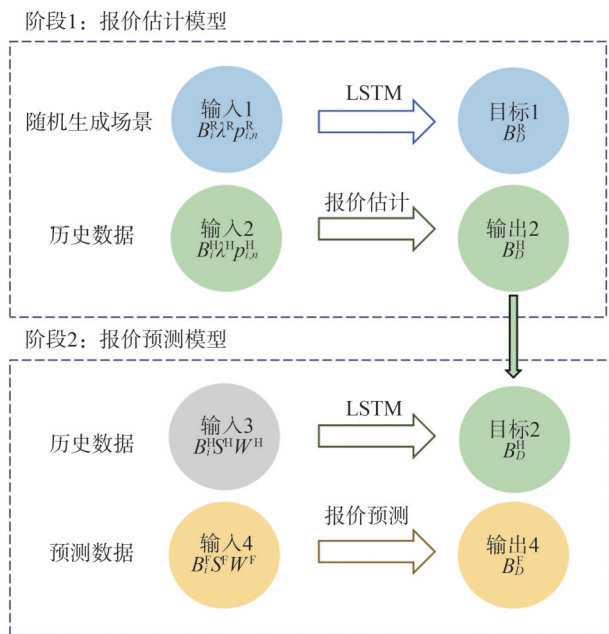 阶段1：报价估计模型
随机生成场景
输入1
B_i^R λ^R p_{i,n}^R
LSTM
目标1
B_D^R
历史数据
输入2
B_i^H λ^H p_{i,n}^H
报价估计
输出2
B_D^H
阶段2：报价预测模型
历史数据
输入3
B_i^H S^H W^H
LSTM
目标2
B_D^H
预测数据
输入4
B_i^F S^F W^F
报价预测
输出4
B_D^F